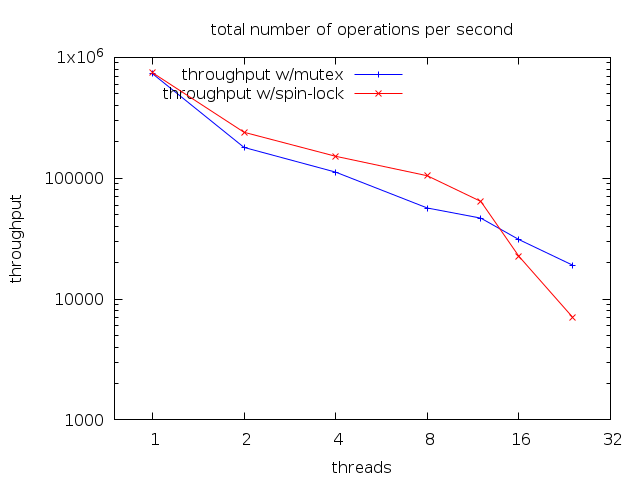 total number of operations per second
1x10⁶
throughput w/mutex
throughput w/spin-lock
100000
throughput
10000
1000
1 2 4 8 16 32
threads